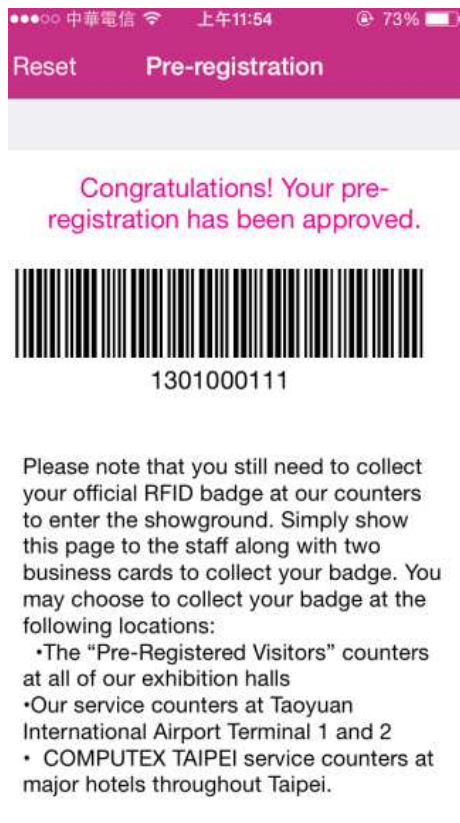 ●●●○○ 中華電信 上午11:54 73%
Reset Pre-registration
Congratulations! Your pre-
registration has been approved.
1301000111
Please note that you still need to collect
your official RFID badge at our counters
to enter the showground. Simply show
this page to the staff along with two
business cards to collect your badge. You
may choose to collect your badge at the
following locations:
•The “Pre-Registered Visitors” counters
at all of our exhibition halls
•Our service counters at Taoyuan
International Airport Terminal 1 and 2
• COMPUTEX TAIPEI service counters at
major hotels throughout Taipei.